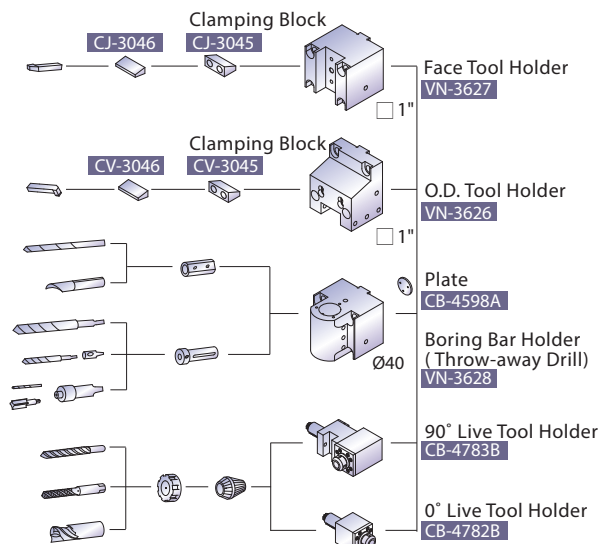 Clamping Block
CJ-3046
CJ-3045
Face Tool Holder
VN-3627
□ 1"
Clamping Block
CV-3046
CV-3045
O.D. Tool Holder
VN-3626
□ 1"
Plate
CB-4598A
Ø40
Boring Bar Holder
( Throw-away Drill)
VN-3628
90˚ Live Tool Holder
CB-4783B
0˚ Live Tool Holder
CB-4782B